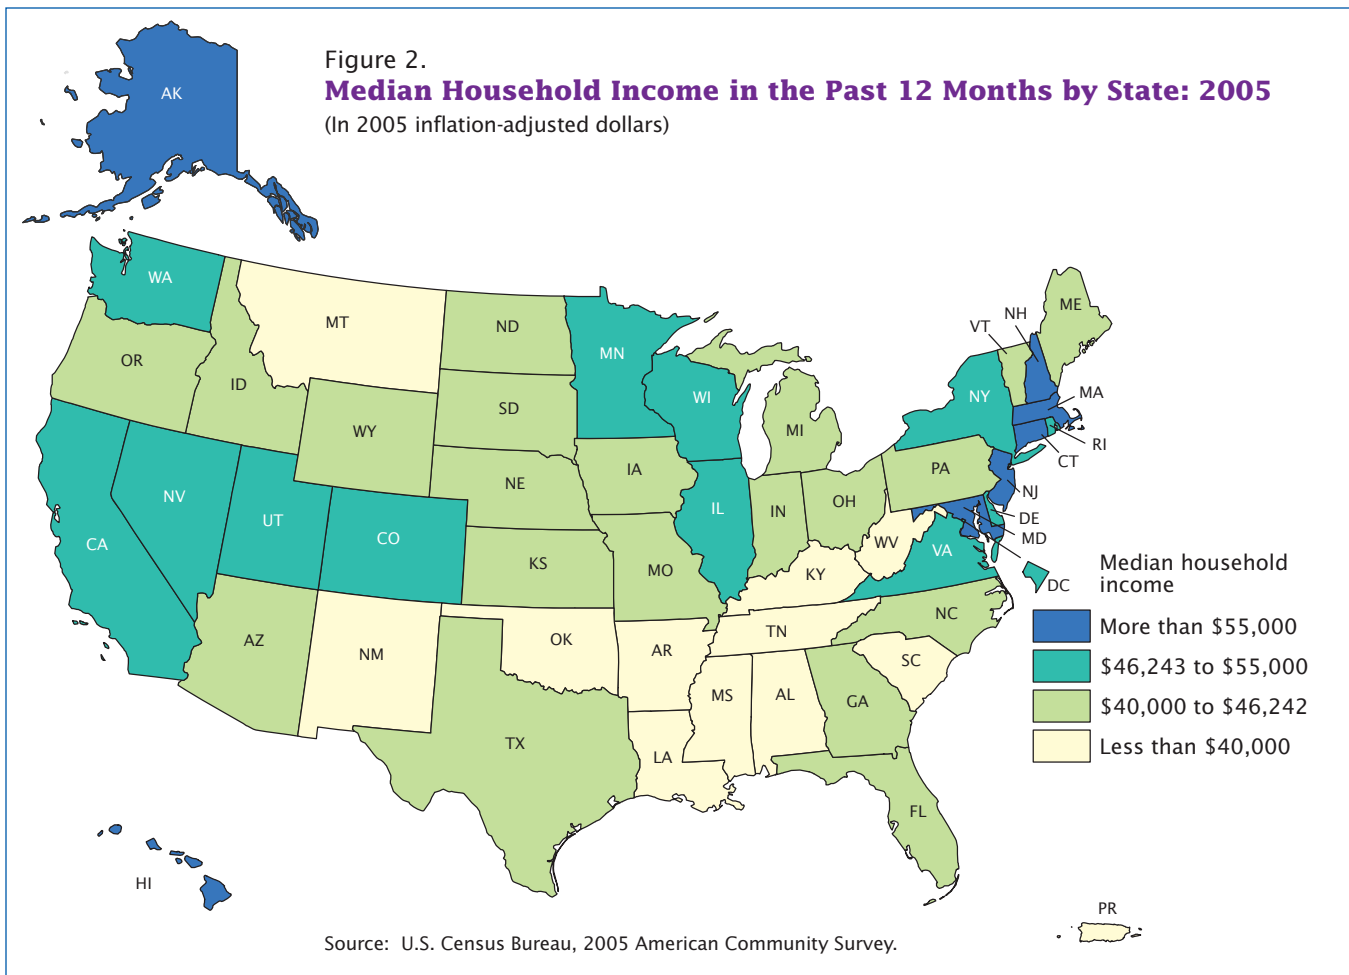 Figure 2.
Median Household Income in the Past 12 Months by State: 2005
(In 2005 inflation-adjusted dollars)
AK
WA
MT
ND
MN
ME
NH
VT
OR
ID
WY
SD
WI
NY
MA
MI
RI
CT
IA
PA
NE
NV
UT
CO
CA
IL
IN
OH
NJ
DE
MD
WV
VA
KS
MO
KY
DC
Median household
income
More than $55,000
$46,243 to $55,000
$40,000 to $46,242
Less than $40,000
AZ
NM
OK
AR
TN
NC
SC
MS
AL
GA
TX
LA
FL
HI
PR
Source: U.S. Census Bureau, 2005 American Community Survey.